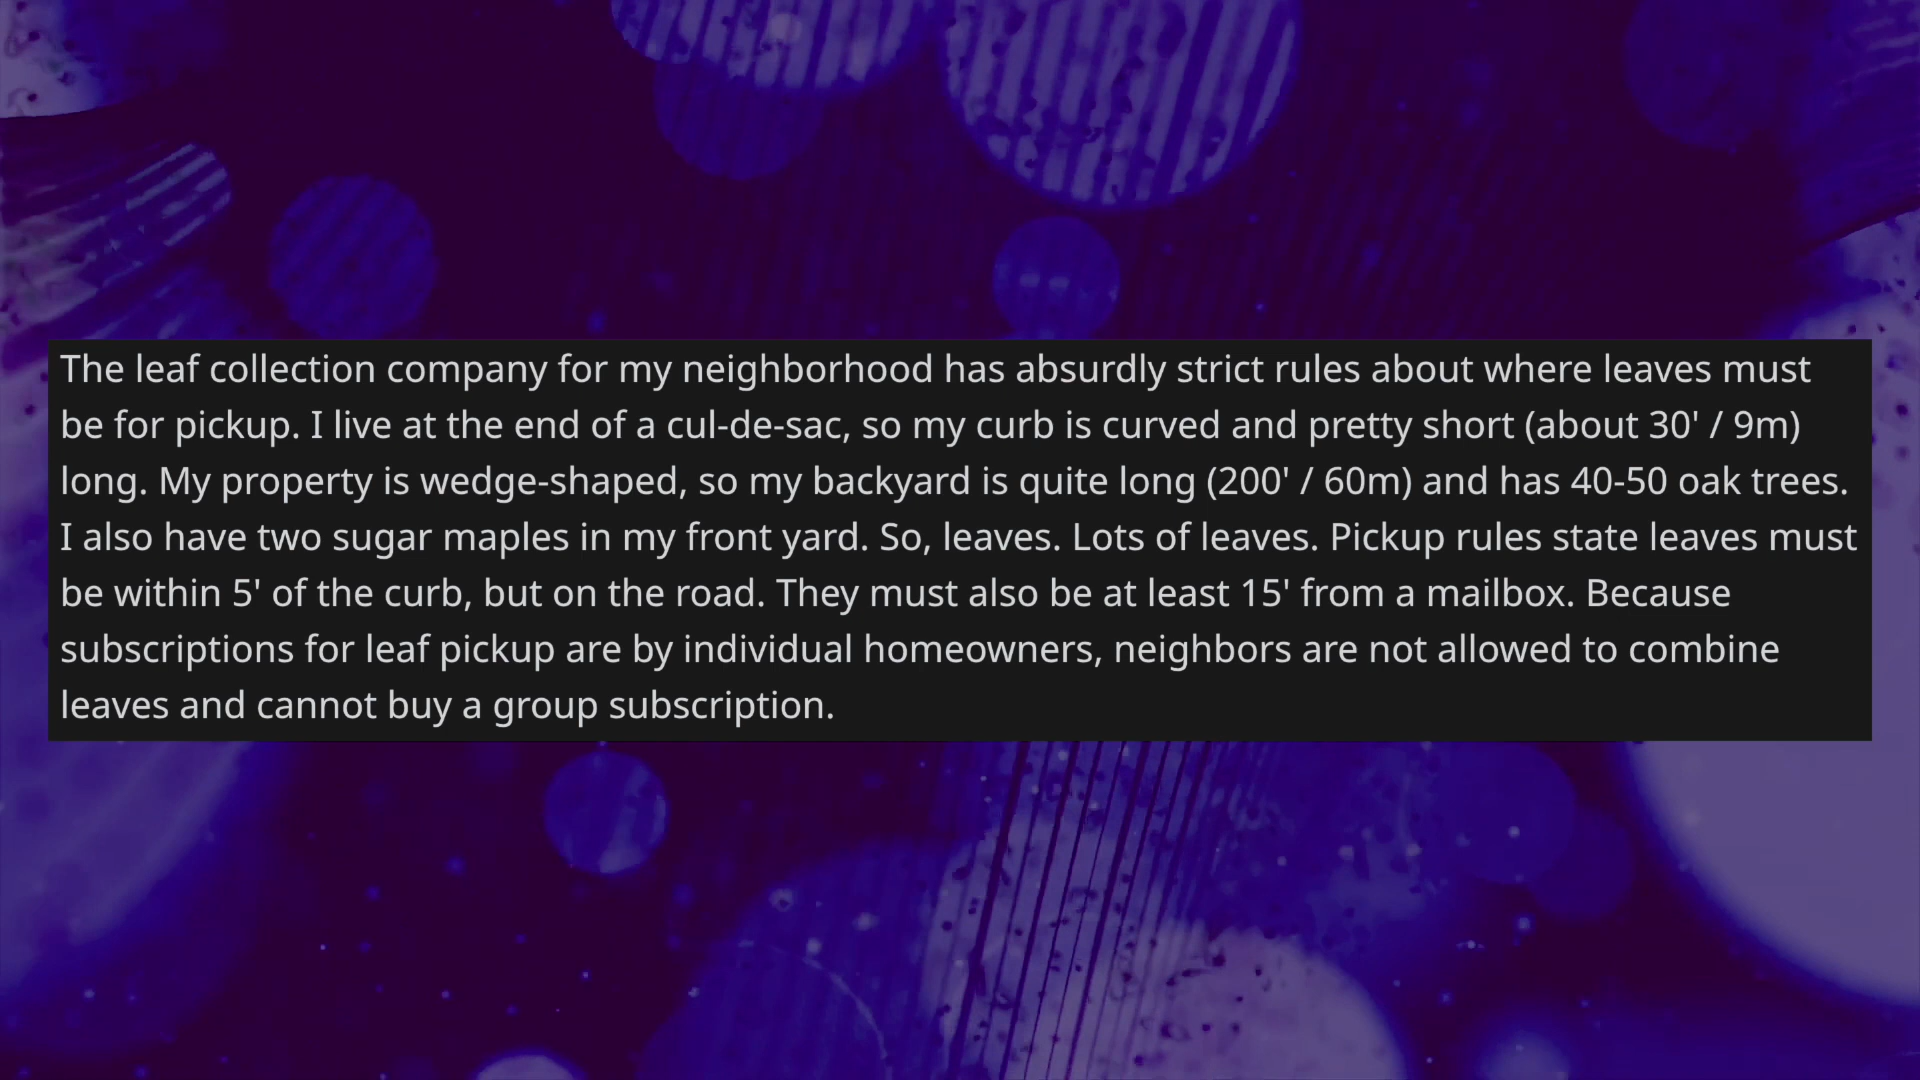 The leaf collection company for my neighborhood has absurdly strict rules about where leaves must
be for pickup. I live at the end of a cul-de-sac, so my curb is curved and pretty short (about 30' / 9m)
long. My property is wedge-shaped, so my backyard is quite long (200' / 60m) and has 40-50 oak trees.
I also have two sugar maples in my front yard. So, leaves. Lots of leaves. Pickup rules state leaves must
be within 5' of the curb, but on the road. They must also be at least 15' from a mailbox. Because
subscriptions for leaf pickup are by individual homeowners, neighbors are not allowed to combine
leaves and cannot buy a group subscription.